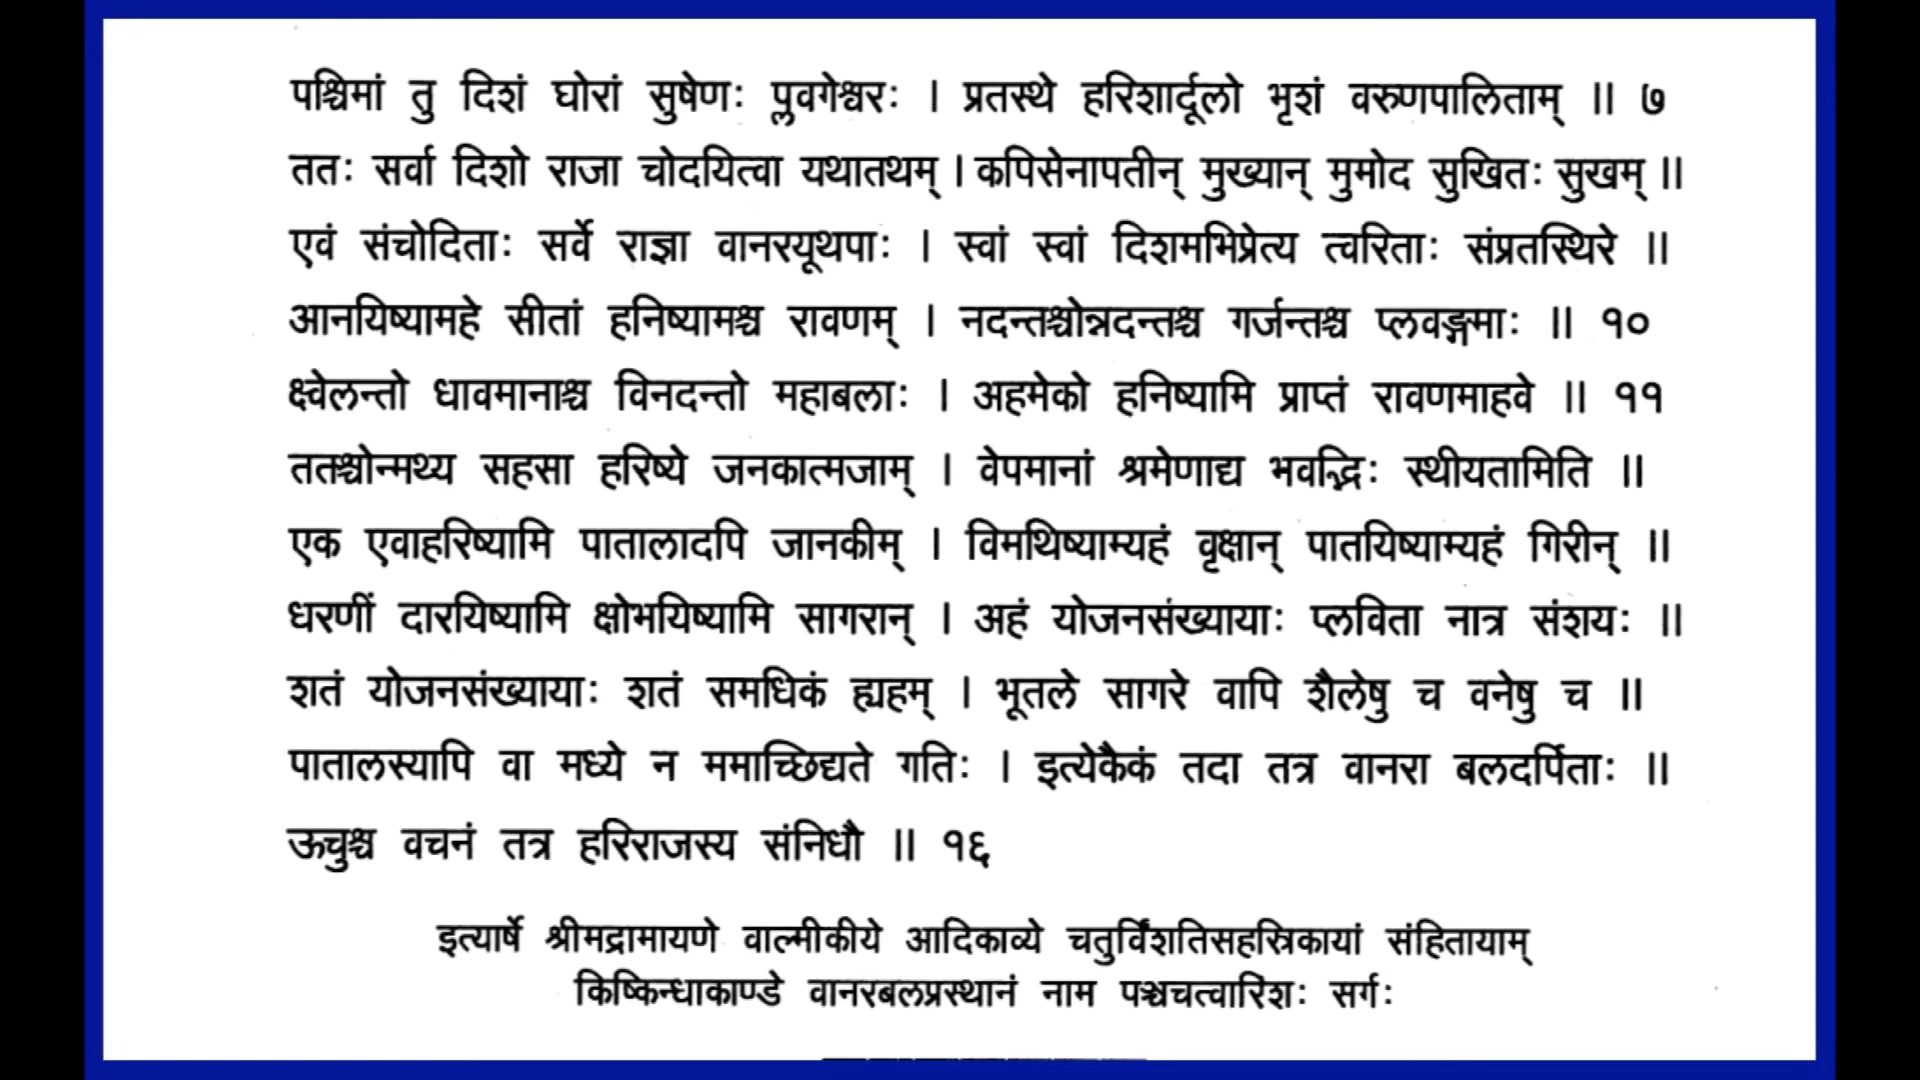 पश्चिमां तु दिशं घोरां सुषेणः प्लवगेश्वरः । प्रतस्थे हरिशार्दूलो भृशं वरुणपालिताम् ॥ ७
ततः सर्वा दिशो राजा चोदयित्वा यथातथम् । कपिसेनापतीन् मुख्यान् मुमोद सुखितः सुखम् ॥
एवं संचोदिताः सर्वे राज्ञा वानरयूथपाः । स्वां स्वां दिशमभिप्रेत्य त्वरिताः संप्रतस्थिरे ॥
आनयिष्यामहे सीतां हनिष्यामश्च रावणम् । नदन्तश्चोन्नदन्तश्च गर्जन्तश्च प्लवङ्गमाः ॥ १०
क्ष्वेलन्तो धावमानाश्च विनदन्तो महाबलाः । अहमेको हनिष्यामि प्राप्तं रावणमाहवे ॥ ११
ततश्चोन्मथ्य सहसा हरिष्ये जनकात्मजाम् । वेपमानां श्रमेणाद्य भवद्भिः स्थीयतामिति ॥
एक एवाहरिष्यामि पातालादपि जानकीम् । विमथिष्याम्यहं वृक्षान् पातयिष्याम्यहं गिरीन् ॥
धरणीं दारयिष्यामि क्षोभयिष्यामि सागरान् । अहं योजनसंख्यायाः प्लविता नात्र संशयः ॥
शतं योजनसंख्यायाः शतं समधिकं ह्यहम् । भूतले सागरे वापि शैलेषु च वनेषु च ॥
पातालस्यापि वा मध्ये न ममाच्छिद्यते गतिः । इत्येकैकं तदा तत्र वानरा बलदर्पिताः ॥
ऊचुश्च वचनं तत्र हरिराजस्य संनिधौ ॥ १६
इत्यार्षे श्रीमद्रामायणे वाल्मीकीये आदिकाव्ये चतुर्विंशतिसहस्रिकायां संहितायाम्
किष्किन्धाकाण्डे वानरबलप्रस्थानं नाम पञ्चचत्वारिंशः सर्गः